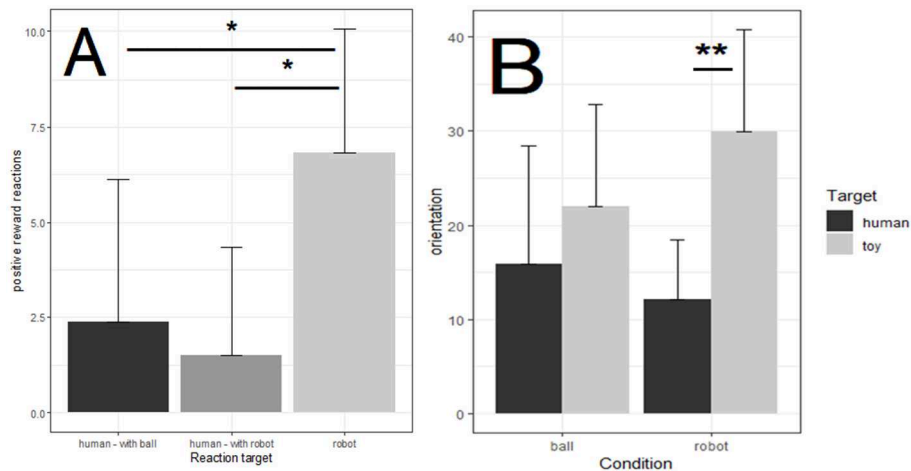 A
*
*
10.0
7.5
5.0
2.5
0.0
positive reward reactions
human - with ball
human - with robot
robot
Reaction target
B
**
40
30
20
10
0
orientation
ball
robot
Condition
Target
human
toy